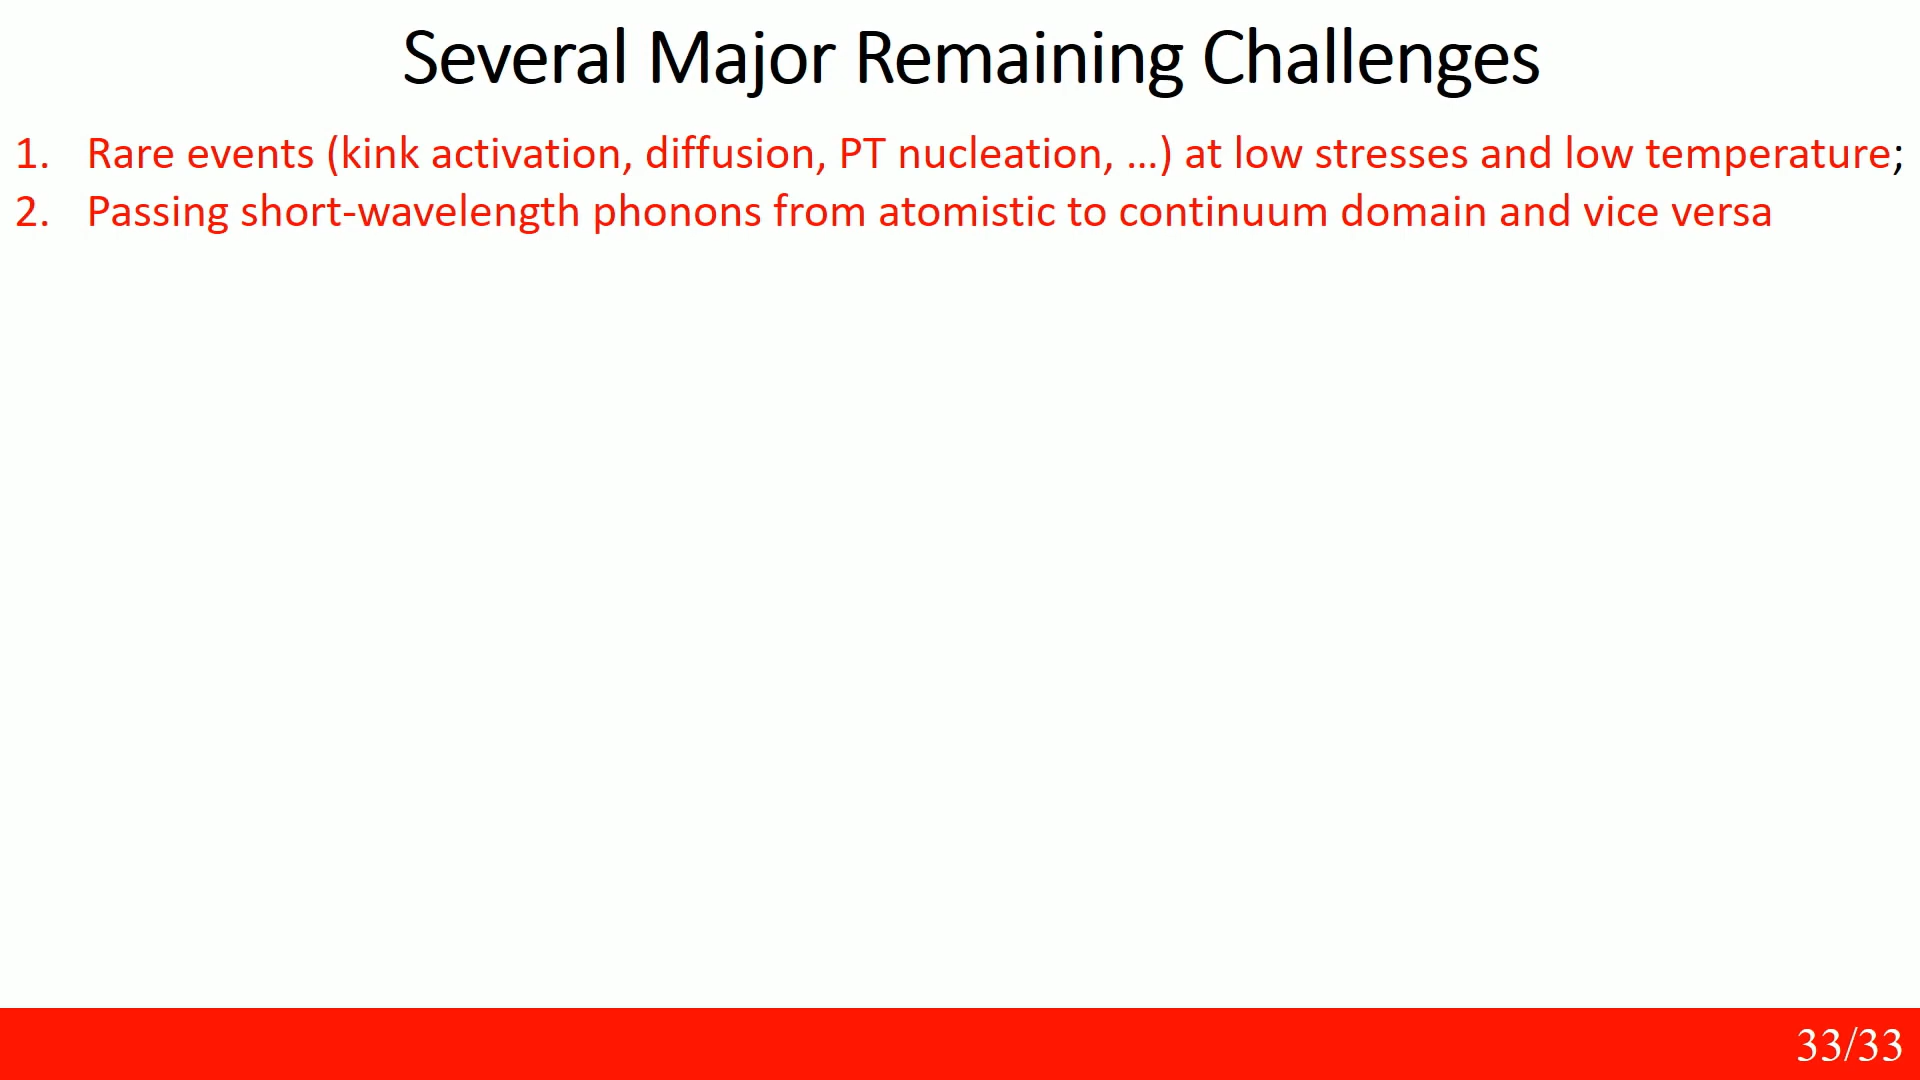 Several Major Remaining Challenges
1. Rare events (kink activation, diffusion, PT nucleation, ...) at low stresses and low temperature;
2. Passing short-wavelength phonons from atomistic to continuum domain and vice versa
33/33